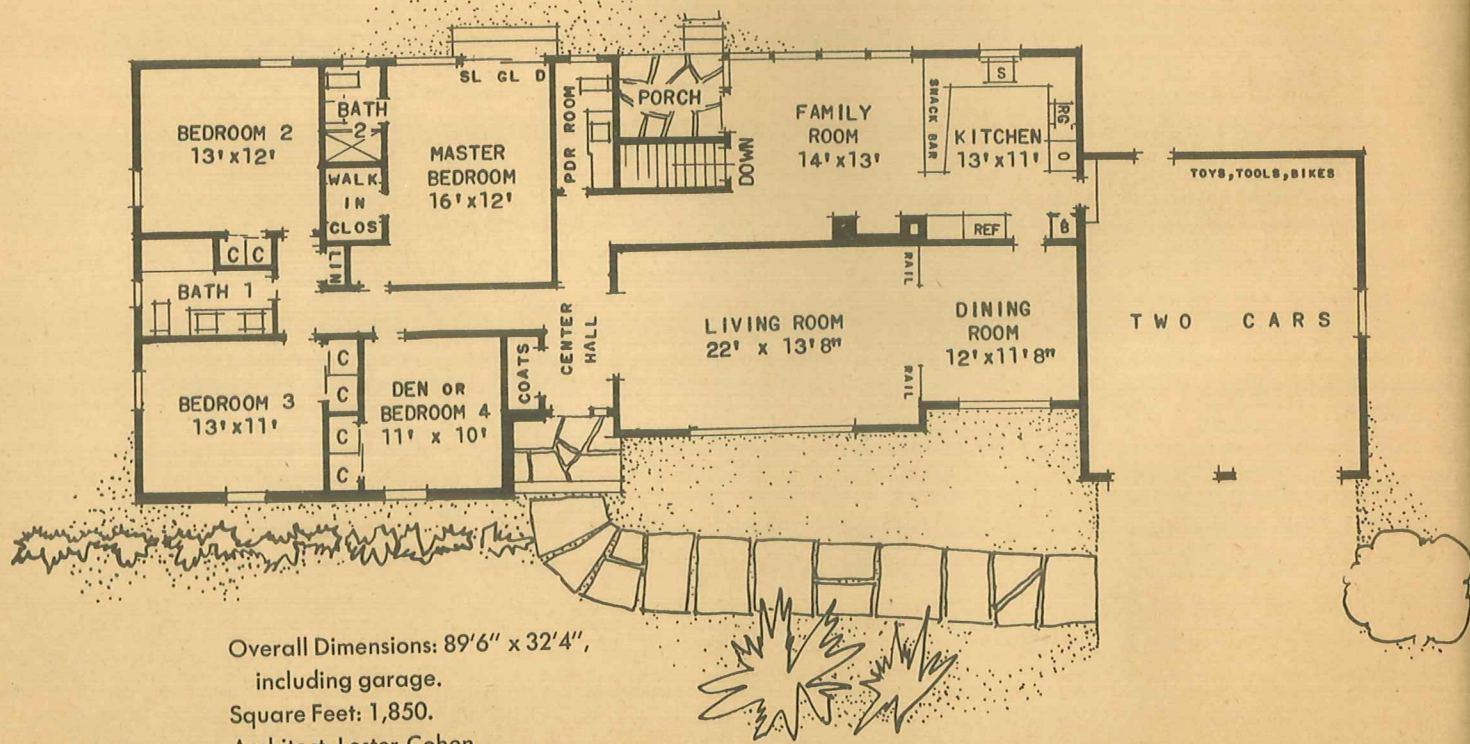 BEDROOM 2
13'x12'
BATH
2
WALK
IN
CLOS
LIN
MASTER
BEDROOM
16'x12'
SL GL D
PDR ROOM
PORCH
DOWN
FAMILY
ROOM
14'x13'
SNACK BAR
S
KITCHEN
13'x11'
RG
O
REF
B
TOYS,TOOLS,BIKES
C C
BATH 1
BEDROOM 3
13'x11'
C
C
C
C
DEN OR
BEDROOM 4
11' x 10'
COATS
CENTER
HALL
LIVING ROOM
22' x 13'8"
RAIL
RAIL
DINING
ROOM
12'x11'8"
TWO CARS
Overall Dimensions: 89'6" x 32'4",
including garage.
Square Feet: 1,850.
Architect: Lester Cohen